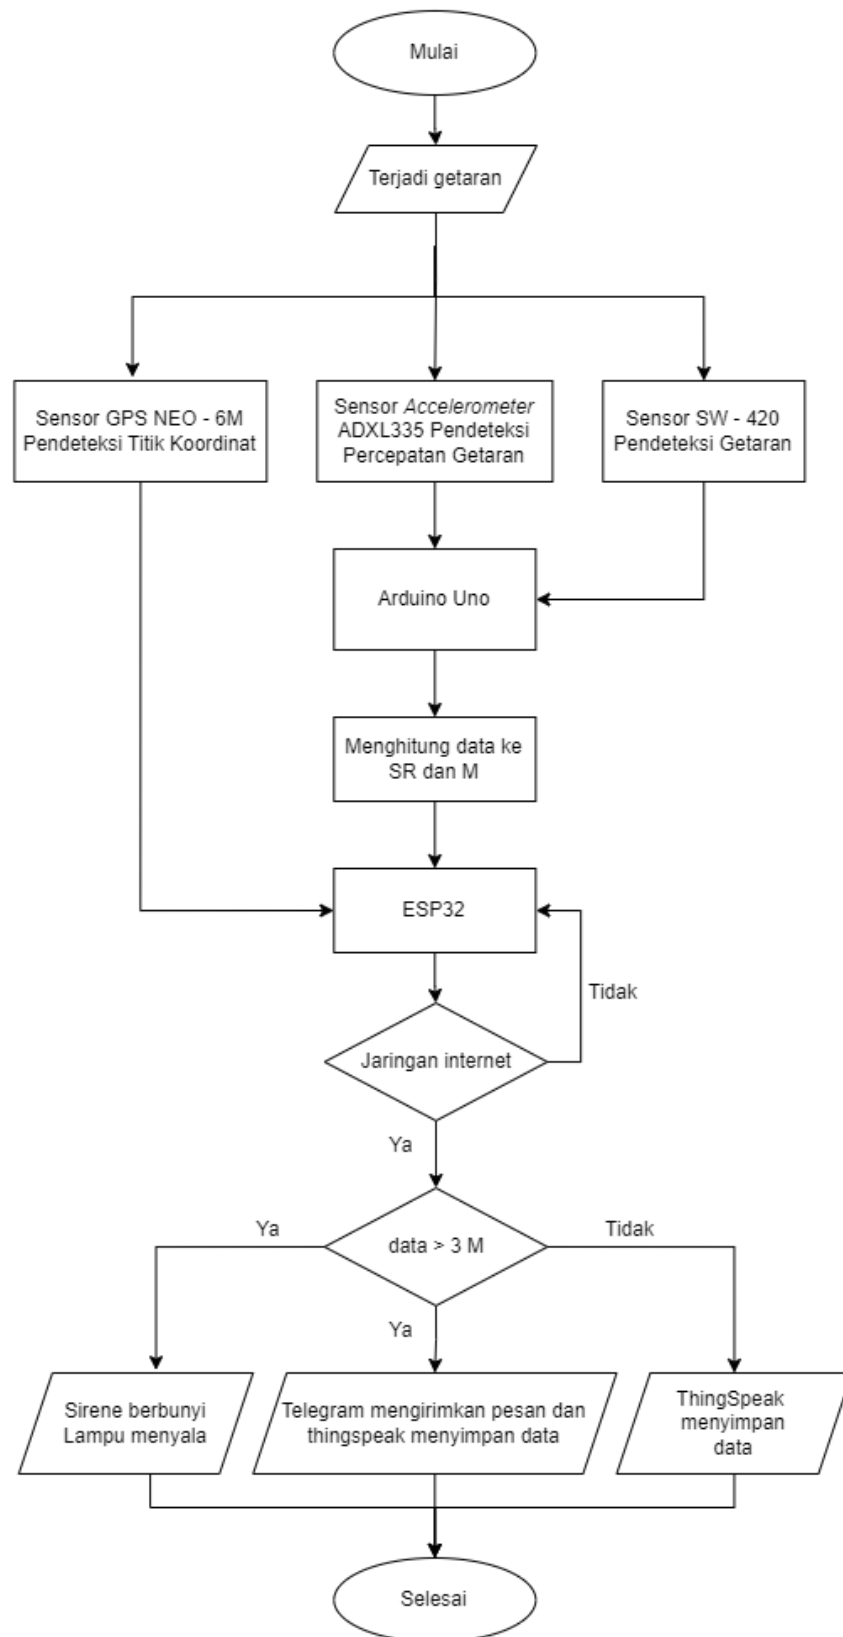 Mulai
Terjadi getaran
Sensor GPS NEO - 6M
Pendeteksi Titik Koordinat
Sensor Accelerometer
ADXL335 Pendeteksi
Percepatan Getaran
Sensor SW - 420
Pendeteksi Getaran
Arduino Uno
Menghitung data ke
SR dan M
ESP32
Tidak
Jaringan internet
Ya
Ya
data > 3 M
Tidak
Ya
Sirene berbunyi
Lampu menyala
Telegram mengirimkan pesan dan
thingspeak menyimpan data
ThingSpeak
menyimpan
data
Selesai